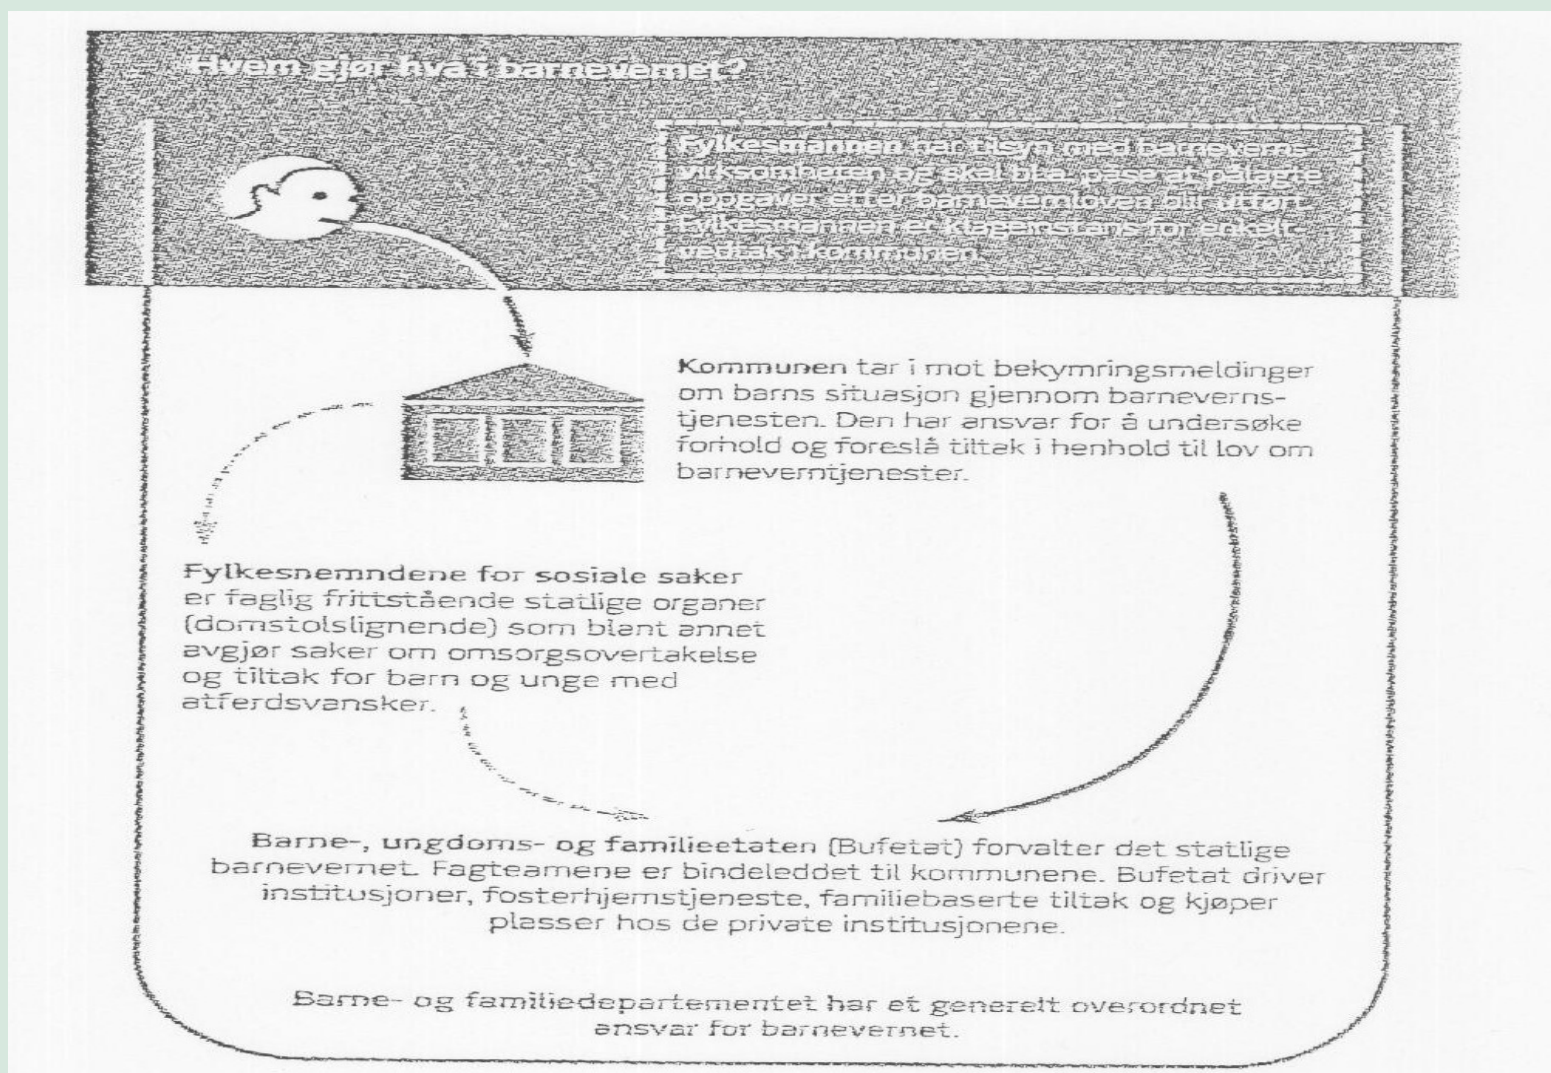 Hvem gjør hva i barnevernet?
Fylkesmannen har tilsyn med barneverns-
virksomheten og skal bl.a. påse at pålagte
oppgaver etter barnevernloven blir utført.
Fylkesmannen er klageinstans for enkelt-
vedtak i kommunen.
Kommunen tar i mot bekymringsmeldinger
om barns situasjon gjennom barneverns-
tjenesten. Den har ansvar for å undersøke
forhold og foreslå tiltak i henhold til lov om
barneverntjenester.
Fylkesnemndene for sosiale saker
er faglig frittstående statlige organer
(domstolslignende) som blant annet
avgjør saker om omsorgsovertakelse
og tiltak for barn og unge med
atferdsvansker.
Barne-, ungdoms- og familieetaten (Bufetat) forvalter det statlige
barnevernet. Fagteamene er bindeleddet til kommunene. Bufetat driver
institusjoner, fosterhjemstjeneste, familiebaserte tiltak og kjøper
plasser hos de private institusjonene.
Barne- og familiedepartementet har et generelt overordnet
ansvar for barnevernet.